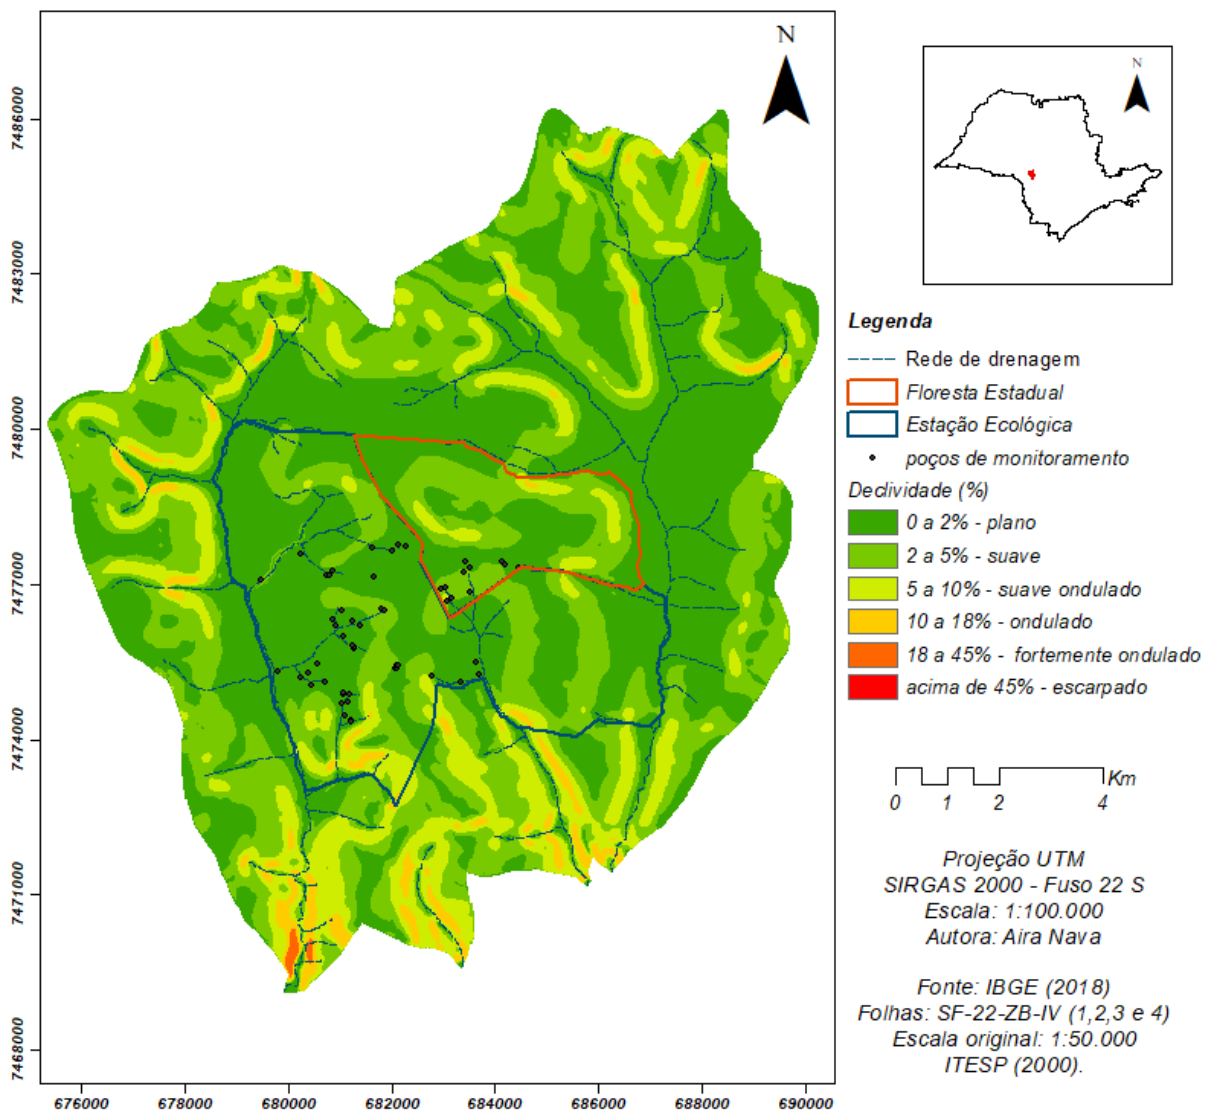 N
N
7486000
7483000
7480000
7477000
7474000
7471000
7468000
676000 678000 680000 682000 684000 686000 688000 690000
Legenda
Rede de drenagem
Floresta Estadual
Estação Ecológica
poços de monitoramento
Declividade (%)
0 a 2% - plano
2 a 5% - suave
5 a 10% - suave ondulado
10 a 18% - ondulado
18 a 45% - fortemente ondulado
acima de 45% - escarpado
Km
0 1 2 4
Projeção UTM
SIRGAS 2000 - Fuso 22 S
Escala: 1:100.000
Autora: Aira Nava
Fonte: IBGE (2018)
Folhas: SF-22-ZB-IV (1,2,3 e 4)
Escala original: 1:50.000
ITESP (2000).